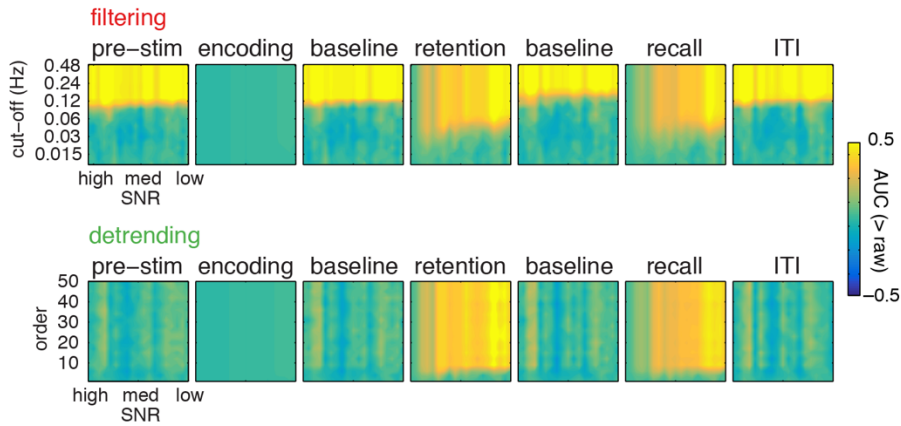 filtering
pre-stim encoding baseline retention baseline recall ITI
cut-off (Hz)
0.48
0.24
0.12
0.06
0.03
0.015
high med low
SNR
0.5
AUC (> raw)
-0.5
detrending
pre-stim encoding baseline retention baseline recall ITI
order
50
40
30
20
10
high med low
SNR